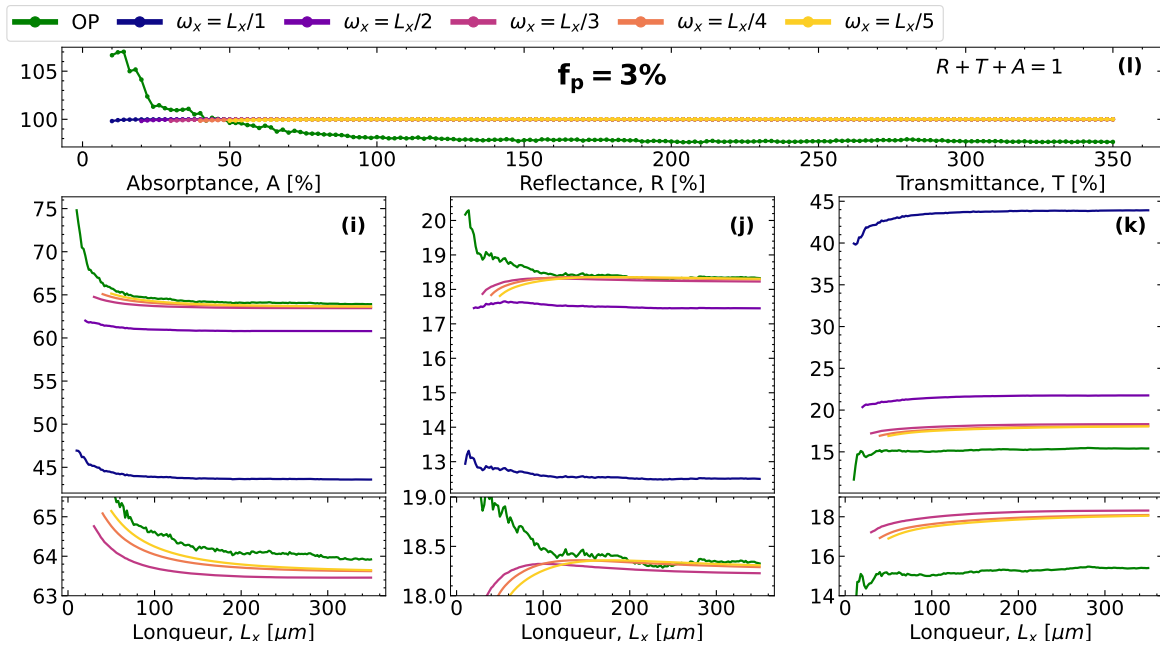 OP ωₓ = Lₓ/1 ωₓ = Lₓ/2 ωₓ = Lₓ/3 ωₓ = Lₓ/4 ωₓ = Lₓ/5
105
100
fₚ = 3%
R + T + A = 1
(l)
0 50 100 150 200 250 300 350
Absorptance, A [%]
Reflectance, R [%]
Transmittance, T [%]
75
70
65
60
55
50
45
(i)
20
19
18
17
16
15
14
13
12
(j)
45
40
35
30
25
20
15
(k)
65
64
63
19.0
18.5
18.0
18
16
14
0 100 200 300
0 100 200 300
0 100 200 300
Longueur, Lₓ [μm]
Longueur, Lₓ [μm]
Longueur, Lₓ [μm]